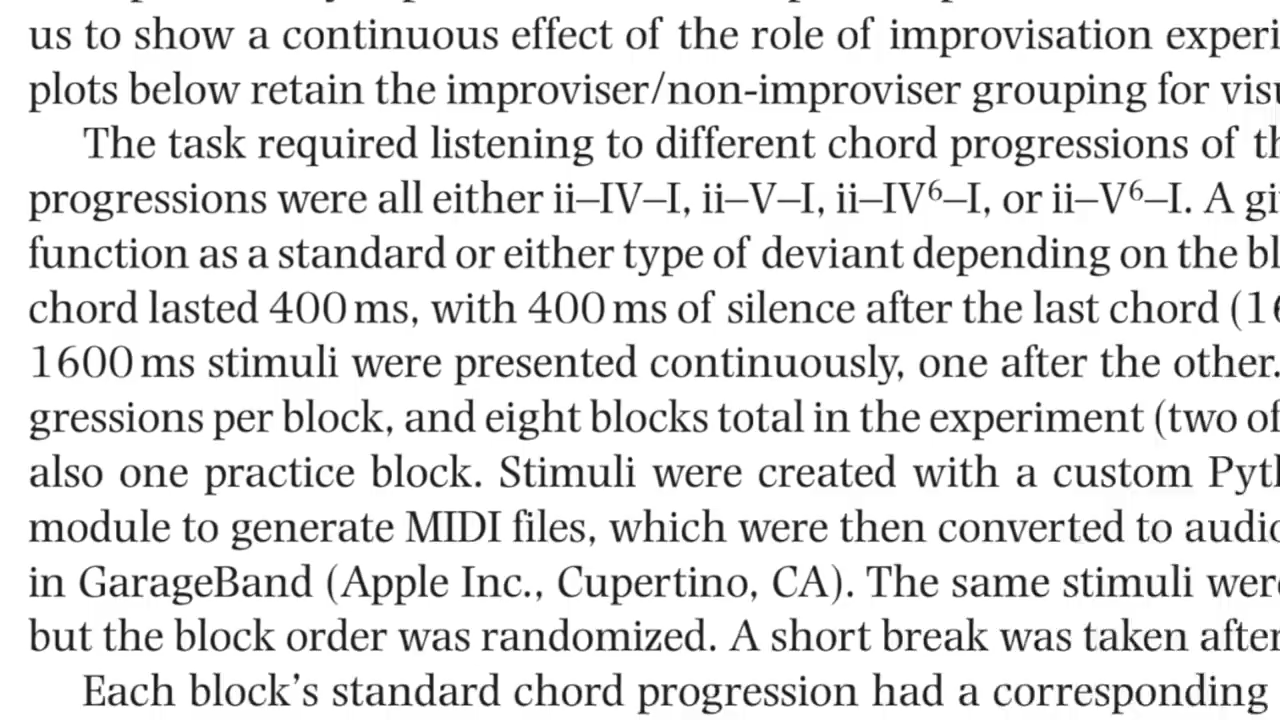 us to show a continuous effect of the role of improvisation experi
plots below retain the improviser/non-improviser grouping for visu
The task required listening to different chord progressions of th
progressions were all either ii–IV–I, ii–V–I, ii–IV⁶–I, or ii–V⁶–I. A gi
function as a standard or either type of deviant depending on the bl
chord lasted 400 ms, with 400 ms of silence after the last chord (16
1600 ms stimuli were presented continuously, one after the other.
gressions per block, and eight blocks total in the experiment (two of
also one practice block. Stimuli were created with a custom Pyth
module to generate MIDI files, which were then converted to audio
in GarageBand (Apple Inc., Cupertino, CA). The same stimuli were
but the block order was randomized. A short break was taken after
Each block’s standard chord progression had a corresponding